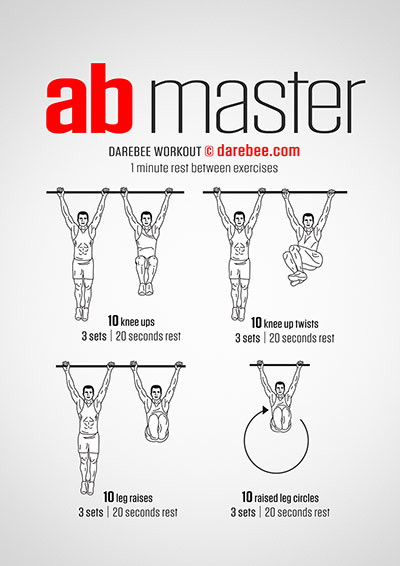 ab master
DAREBEE WORKOUT © darebee.com
1 minute rest between exercises
10 knee ups
3 sets | 20 seconds rest
10 knee up twists
3 sets | 20 seconds rest
10 leg raises
3 sets | 20 seconds rest
10 raised leg circles
3 sets | 20 seconds rest